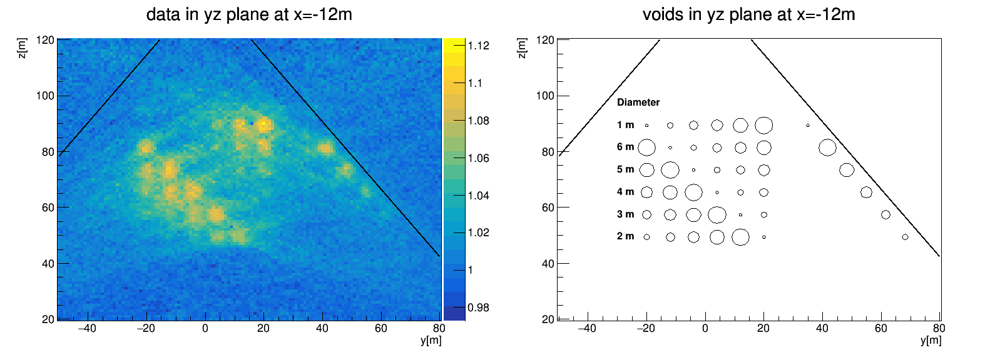 data in yz plane at x=-12m
z[m]
120
100
80
60
40
20
−40
−20
0
20
40
60
80
y[m]
1.12
1.1
1.08
1.06
1.04
1.02
1
0.98
voids in yz plane at x=-12m
z[m]
120
100
80
60
40
20
Diameter
1 m
6 m
5 m
4 m
3 m
2 m
−40
−20
0
20
40
60
80
y[m]